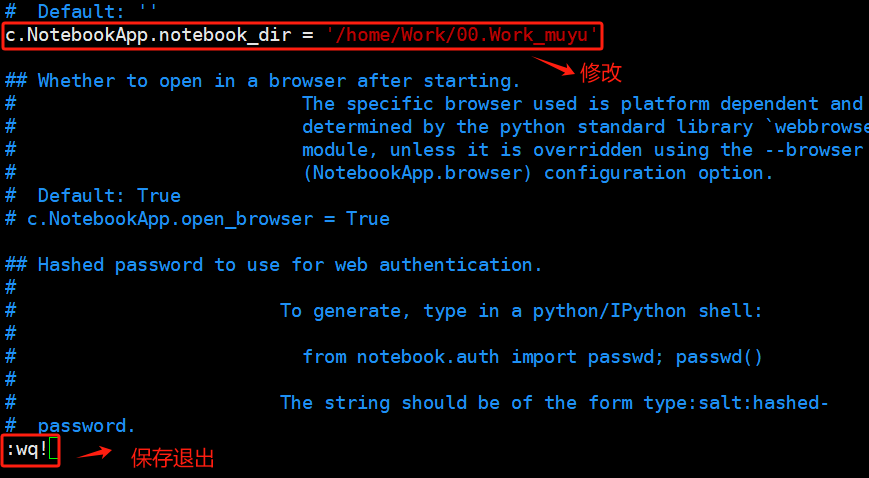 #  Default: ''
c.NotebookApp.notebook_dir = '/home/Work/00.Work_muyu'
修改
## Whether to open in a browser after starting.
#                          The specific browser used is platform dependent and
#                          determined by the python standard library `webbrowse
#                          module, unless it is overridden using the --browser
#                          (NotebookApp.browser) configuration option.
#  Default: True
# c.NotebookApp.open_browser = True
## Hashed password to use for web authentication.
#
#                        To generate, type in a python/IPython shell:
#
#                          from notebook.auth import passwd; passwd()
#
#                        The string should be of the form type:salt:hashed-
#  password.
:wq!
保存退出